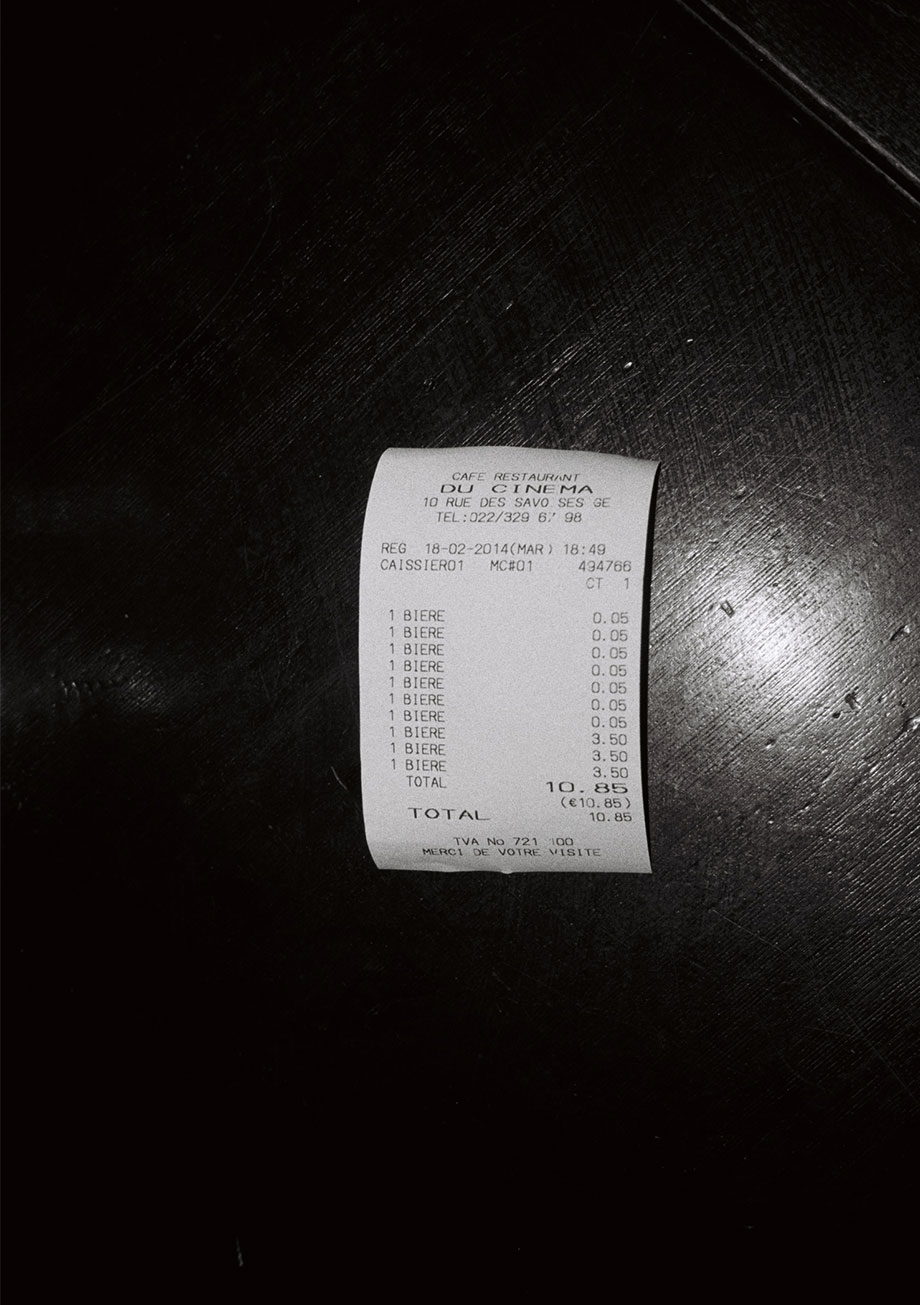 CAFE RESTAURANT
DU CINEMA
10 RUE DES GE
TEL:022/329 98
REG 18-02-2014(MAR) 18:49
CAISSIER01 MC#01 494766
CT 1
1 BIERE 0.05
1 BIERE 0.05
1 BIERE 0.05
1 BIERE 0.05
1 BIERE 0.05
1 BIERE 0.05
1 BIERE 0.05
1 BIERE 3.50
1 BIERE 3.50
1 BIERE 3.50
TOTAL 10.85
(€10.85)
TOTAL 10.85
TVA No 721
MERCI DE VOTRE VISITE